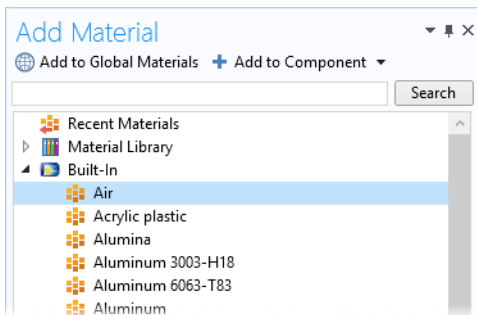 Add Material
Add to Global Materials Add to Component
Search
Recent Materials
Material Library
Built-In
Air
Acrylic plastic
Alumina
Aluminum 3003-H18
Aluminum 6063-T83
Aluminum